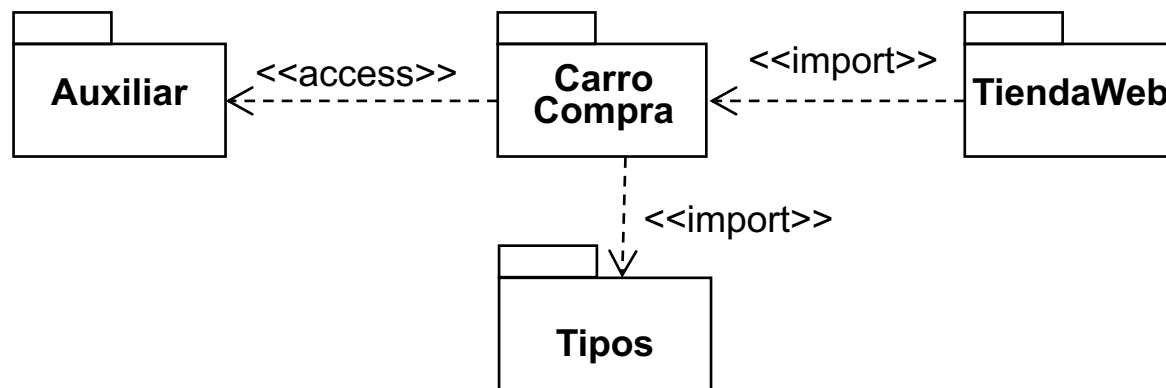 Auxiliar
<<access>>
Carro
Compra
<<import>>
TiendaWeb
<<import>>
Tipos